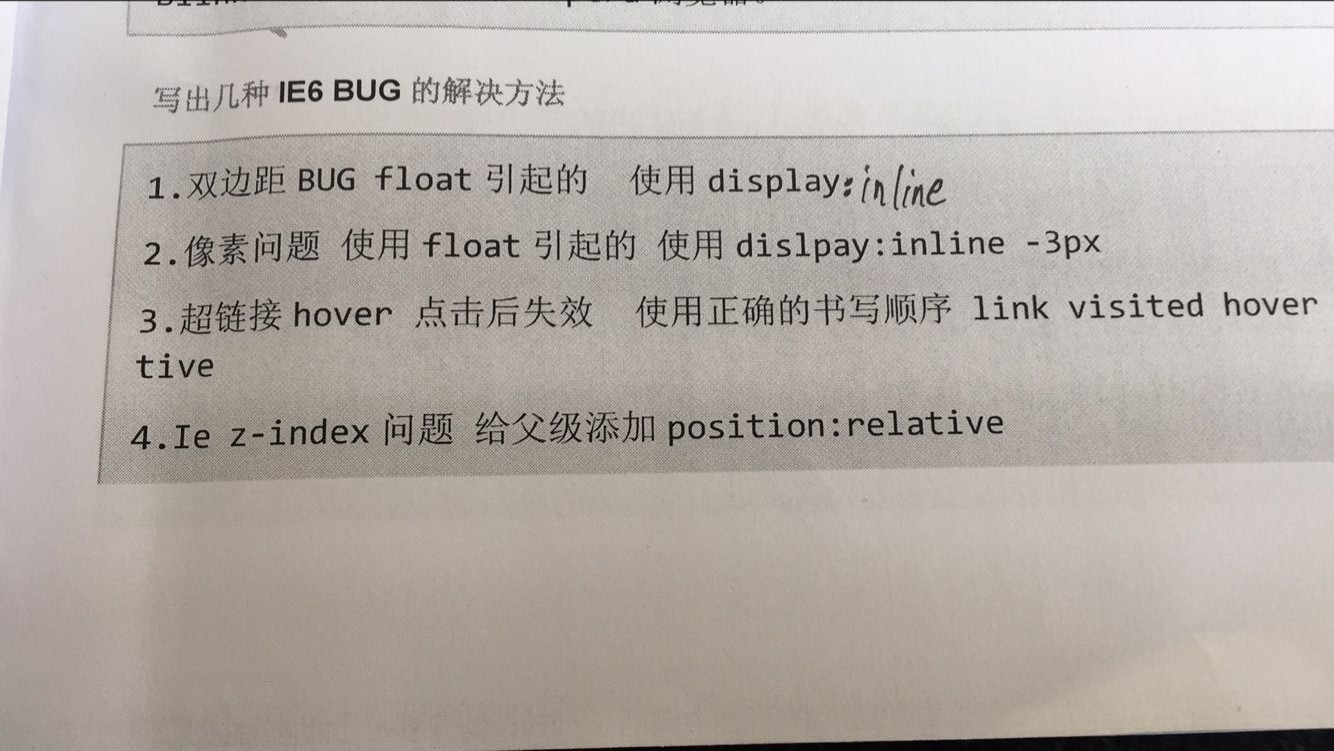 写出几种 IE6 BUG 的解决方法
1.双边距 BUG float 引起的 使用 display:inline
2.像素问题 使用 float 引起的 使用 dislpay:inline -3px
3.超链接 hover 点击后失效 使用正确的书写顺序 link visited hover
tive
4.Ie z-index 问题 给父级添加 position:relative